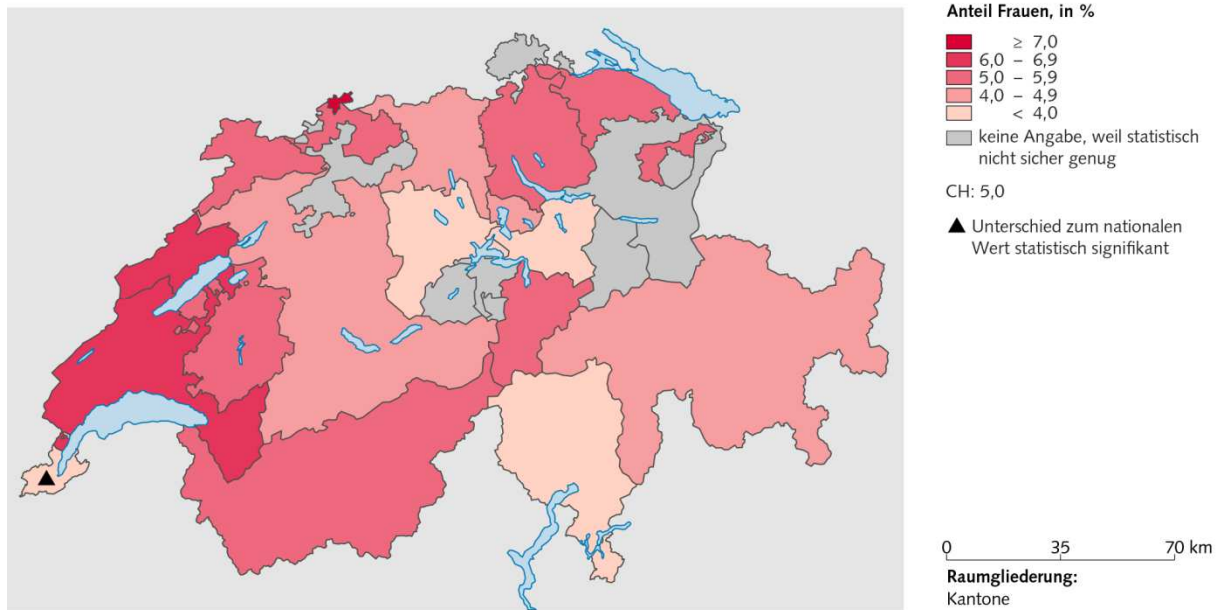 Anteil Frauen, in %
≥ 7,0
6,0 – 6,9
5,0 – 5,9
4,0 – 4,9
< 4,0
keine Angabe, weil statistisch
nicht sicher genug
CH: 5,0
Unterschied zum nationalen
Wert statistisch signifikant
0 35 70 km
Raumgliederung:
Kantone